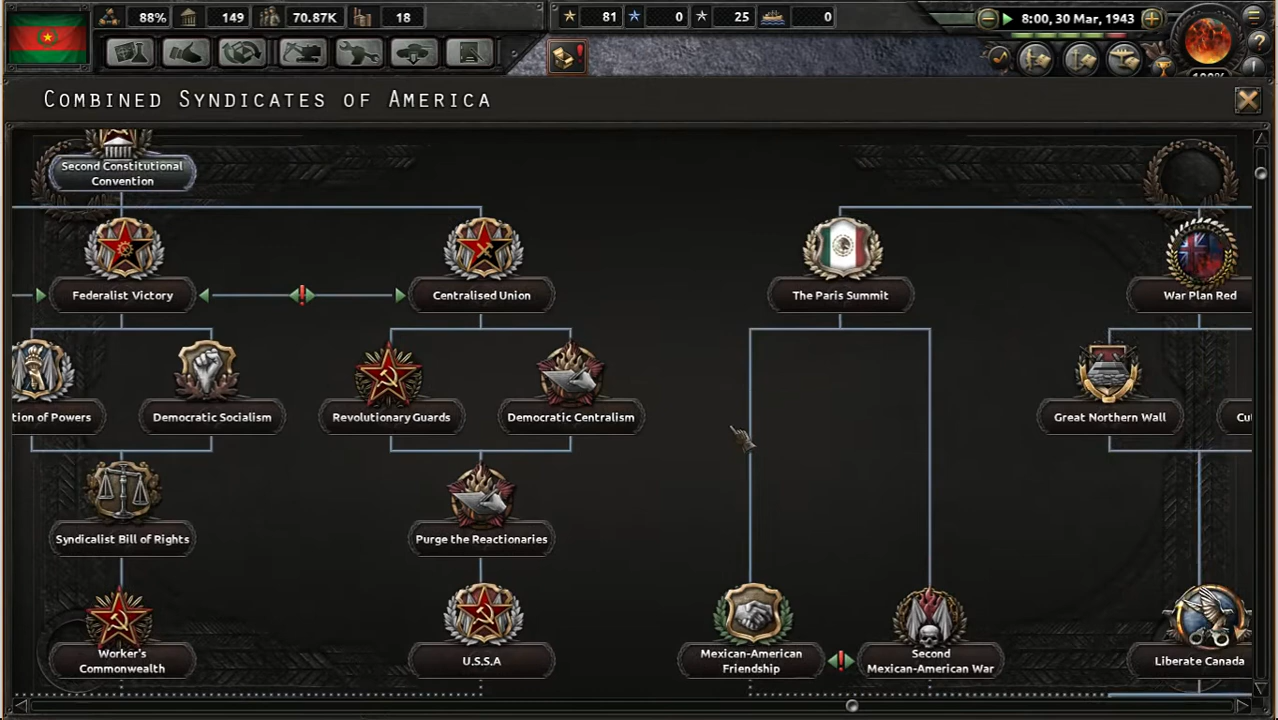 88% 149 70.87K 18 81 0 25 0 8:00, 30 Mar, 1943
Combined Syndicates of America
Second Constitutional
Convention
Federalist Victory
Centralised Union
The Paris Summit
War Plan Red
tion of Powers
Democratic Socialism
Revolutionary Guards
Democratic Centralism
Great Northern Wall
Cu
Syndicalist Bill of Rights
Purge the Reactionaries
Worker's
Commonwealth
U.S.S.A
Mexican-American
Friendship
Second
Mexican-American War
Liberate Canada